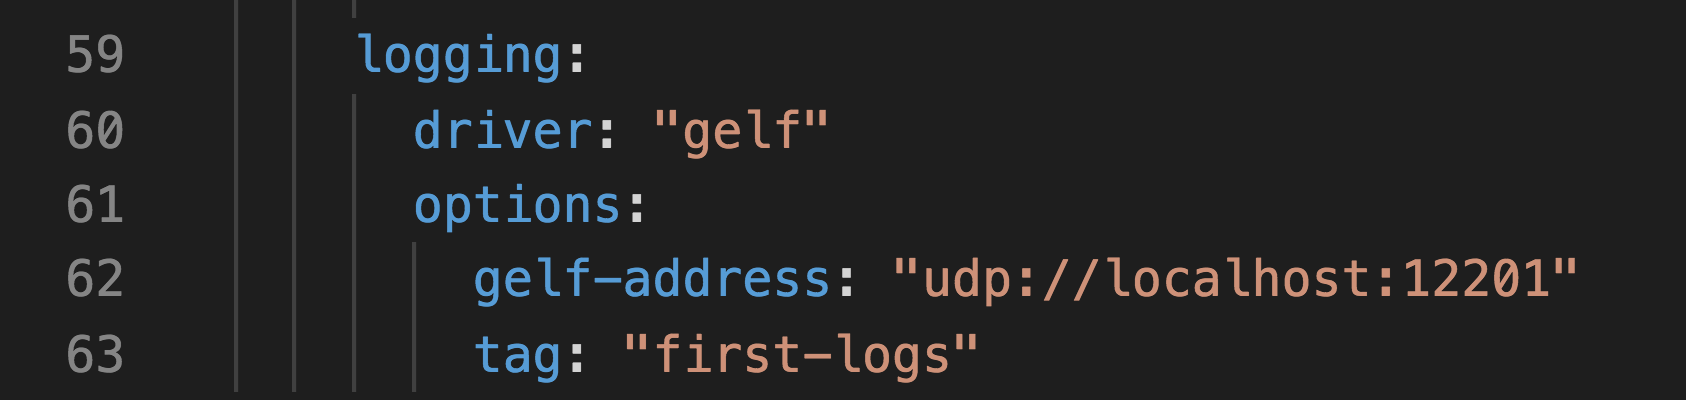 59 logging:
60 driver: "gelf"
61 options:
62 gelf-address: "udp://localhost:12201"
63 tag: "first-logs"